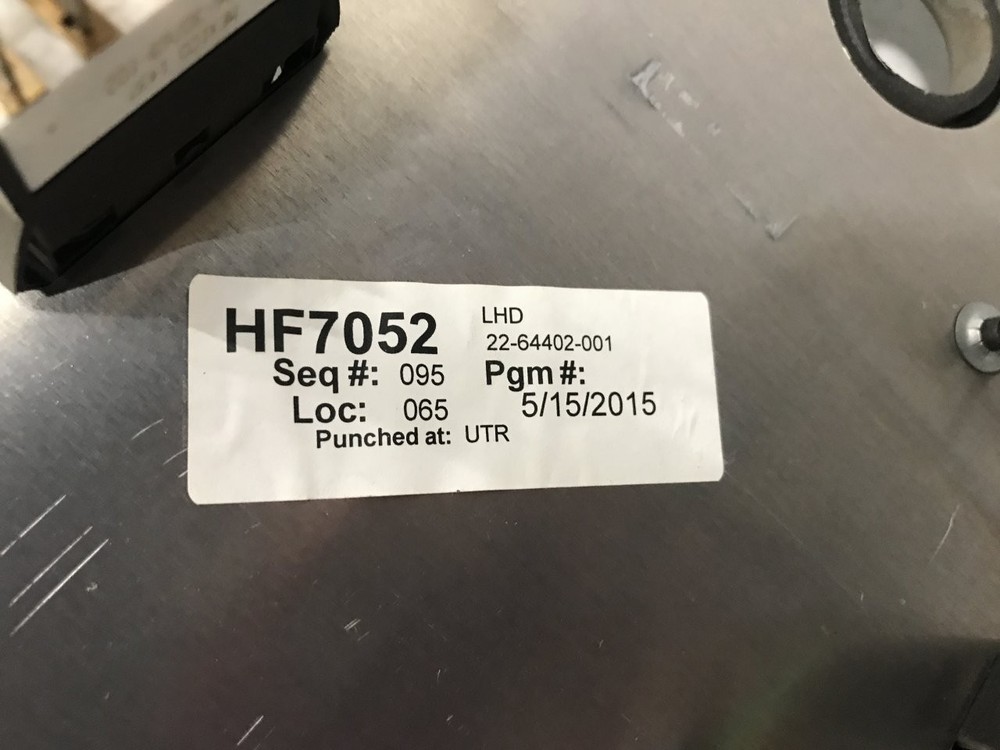 HF7052 LHD
22-64402-001
Seq #: 095 Pgm #:
Loc: 065 5/15/2015
Punched at: UTR